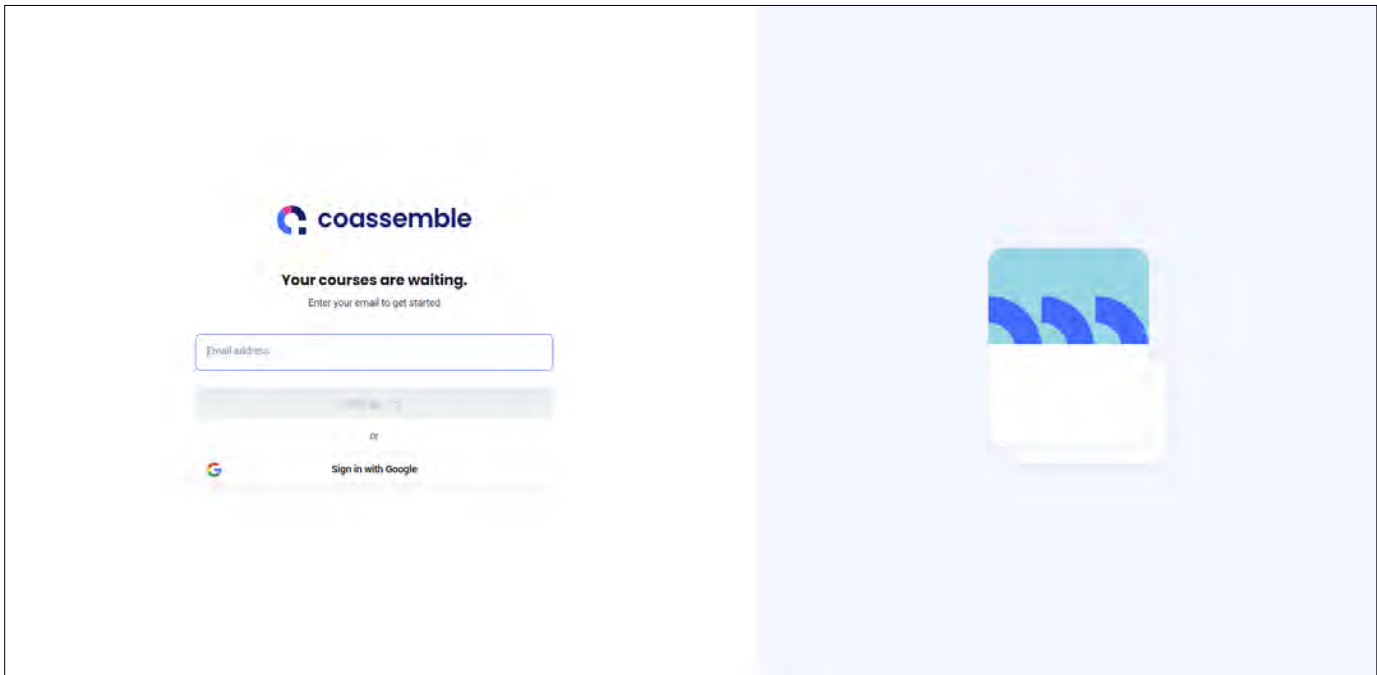 coassemble
Your courses are waiting.
Enter your email to get started
Email address
or
Sign in with Google